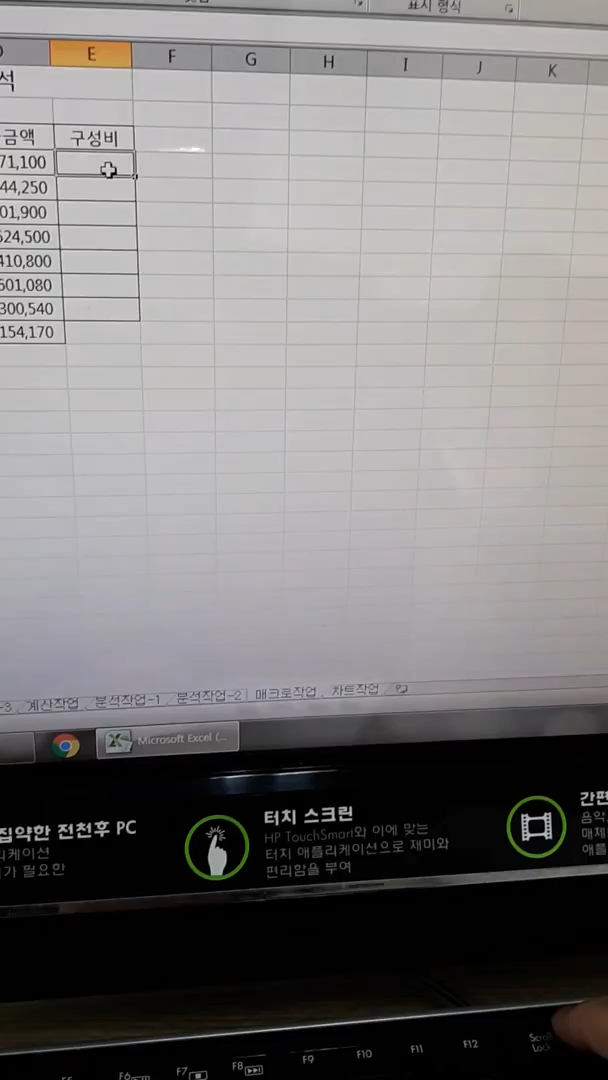 표시 형식
E F G H I J K
석
금액 구성비
71,100
44,250
01,900
624,500
410,800
601,080
300,540
154,170
-3 계산작업 분석작업-1 분석작업-2 매크로작업 차트작업
Microsoft Excel (...
집약한 전천후 PC
리케이션
가 필요한
터치 스크린
HP TouchSmart와 이에 맞는
터치 애플리케이션으로 재미와
편리함을 부여
간편
음악,
매체
애플
F6 F7 F8 F9 F10 F11 F12
Scroll
Lock